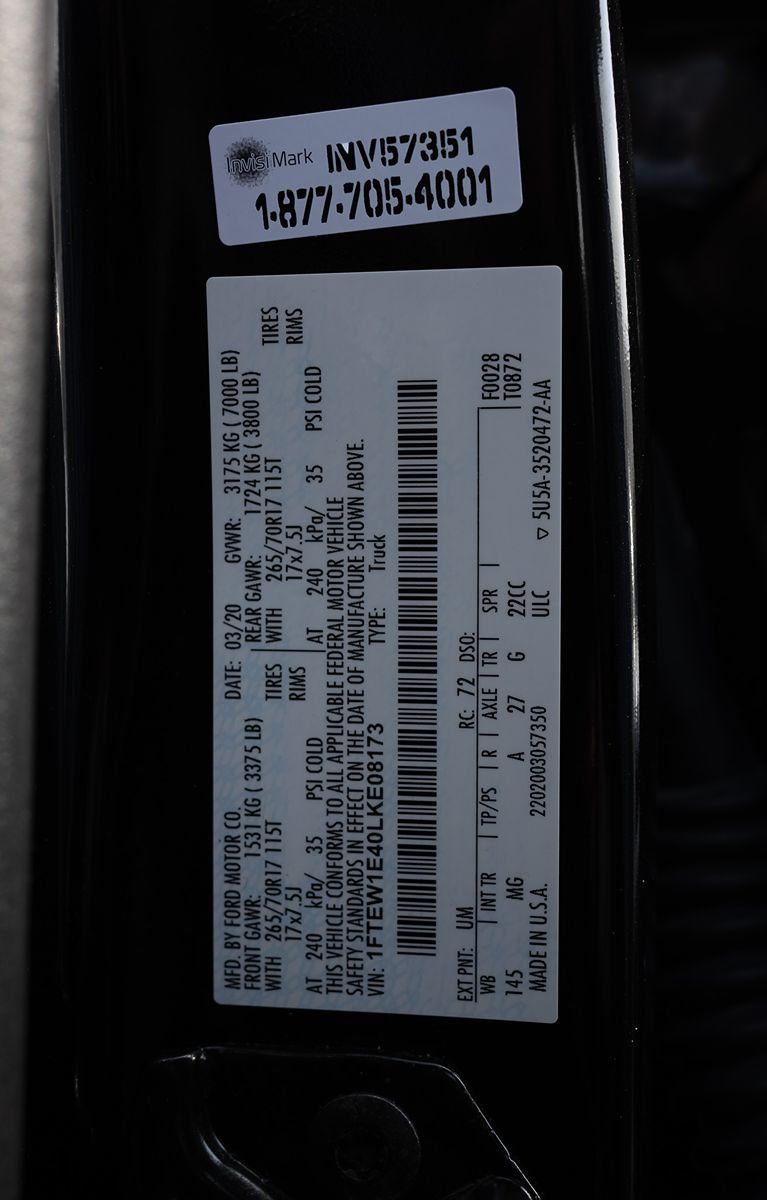 InvisiMark INV57351
1-877-705-4001
MFD. BY FORD MOTOR CO. DATE: 03/20 GVWR: 3175 KG ( 7000 LB)
FRONT GAWR: 1531 KG ( 3375 LB) REAR GAWR: 1724 KG ( 3800 LB)
WITH 265/70R17 115T TIRES WITH 265/70R17 115T TIRES
17x7.5J RIMS 17x7.5J RIMS
AT 240 kPa/ 35 PSI COLD AT 240 kPa/ 35 PSI COLD
THIS VEHICLE CONFORMS TO ALL APPLICABLE FEDERAL MOTOR VEHICLE
SAFETY STANDARDS IN EFFECT ON THE DATE OF MANUFACTURE SHOWN ABOVE.
VIN: 1FTEW1E40LKE08173 TYPE: Truck
EXT PNT: UM RC: 72 DSO:
WB | INT TR | TP/PS | R | AXLE | TR | SPR | F0028
145 MG A 27 G 22CC T0872
MADE IN U.S.A. 2202003057350 ULC ▽ 5U5A-3520472-AA